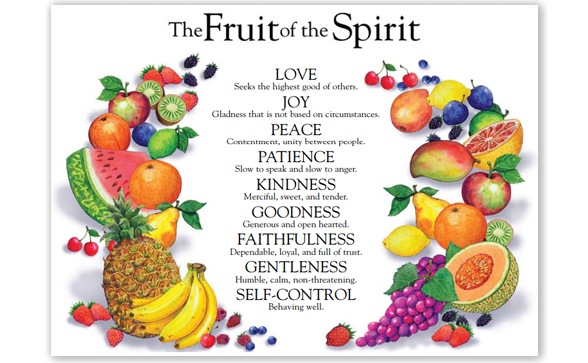 The Fruit of the Spirit
LOVE
Seeks the highest good of others.
JOY
Gladness that is not based on circumstances.
PEACE
Contentment, unity between people.
PATIENCE
Slow to speak and slow to anger.
KINDNESS
Merciful, sweet, and tender.
GOODNESS
Generous and open hearted.
FAITHFULNESS
Dependable, loyal, and full of trust.
GENTLENESS
Humble, calm, non-threatening.
SELF-CONTROL
Behaving well.